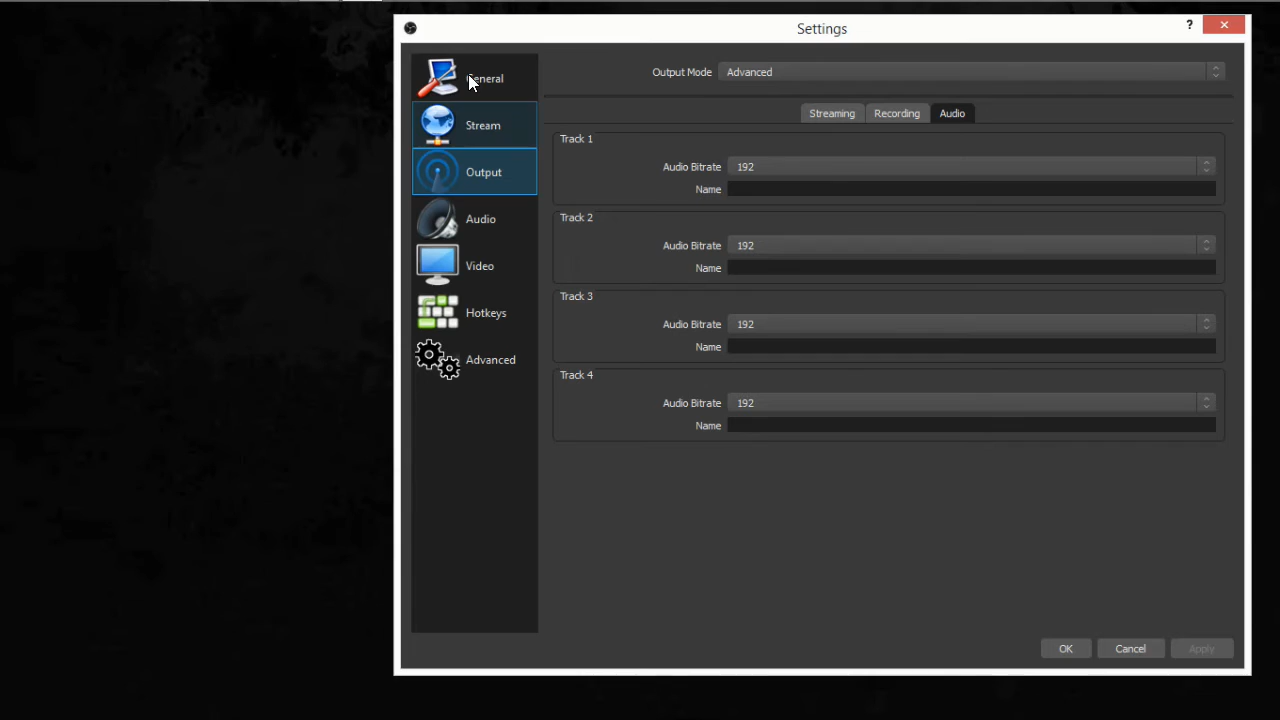 Settings
?
General
Stream
Output
Audio
Video
Hotkeys
Advanced
Output Mode Advanced
Streaming Recording Audio
Track 1
Audio Bitrate 192
Name
Track 2
Audio Bitrate 192
Name
Track 3
Audio Bitrate 192
Name
Track 4
Audio Bitrate 192
Name
OK Cancel Apply